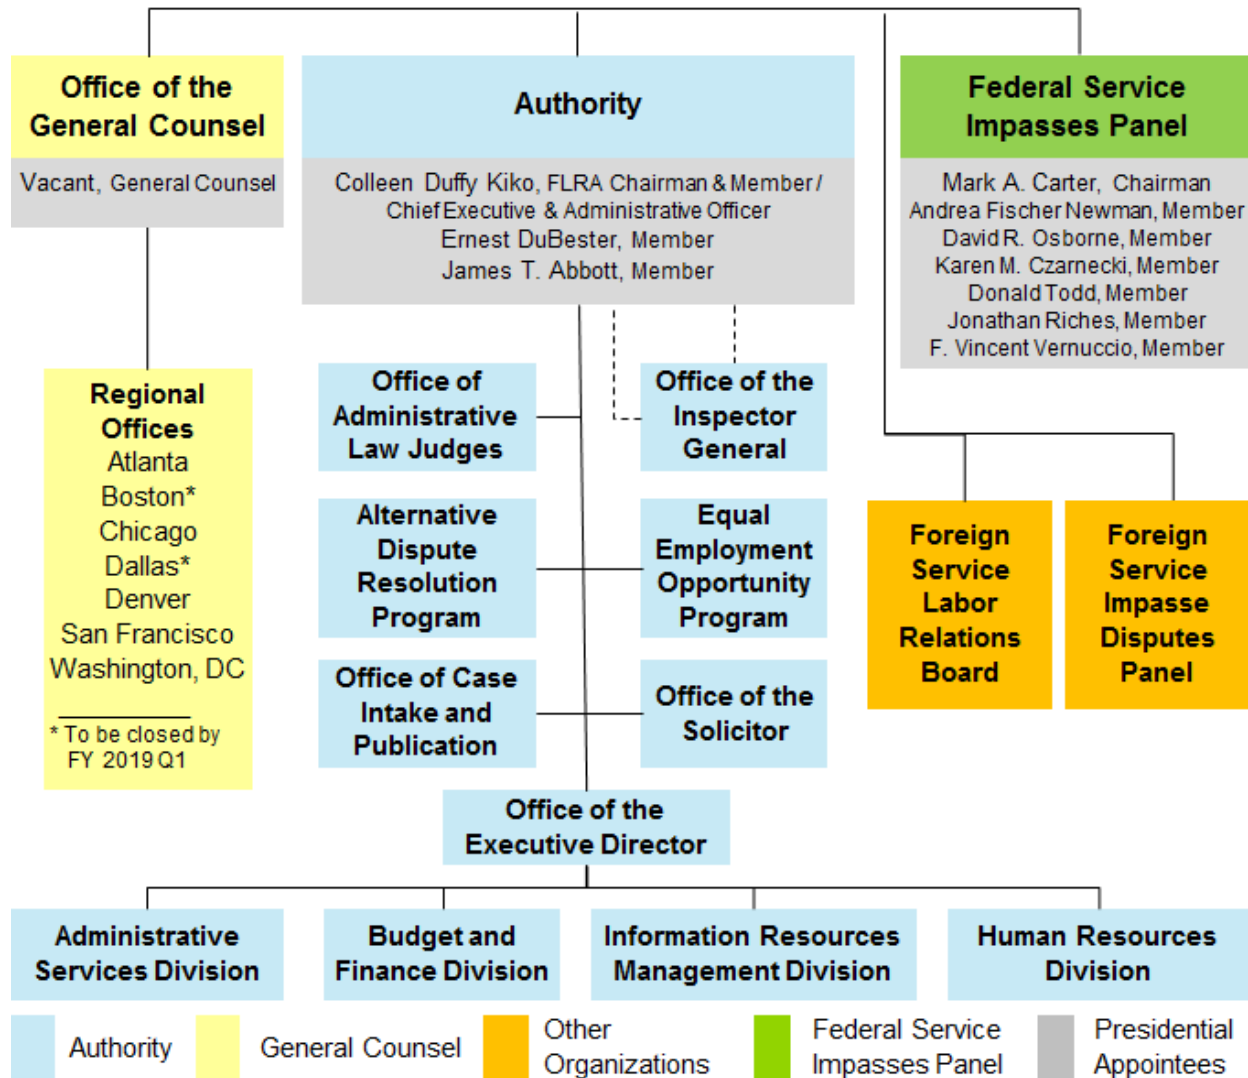 Office of the
General Counsel
Vacant, General Counsel
Authority
Colleen Duffy Kiko, FLRA Chairman & Member /
Chief Executive & Administrative Officer
Ernest DuBester, Member
James T. Abbott, Member
Federal Service
Impasses Panel
Mark A. Carter, Chairman
Andrea Fischer Newman, Member
David R. Osborne, Member
Karen M. Czarnecki, Member
Donald Todd, Member
Jonathan Riches, Member
F. Vincent Vernuccio, Member
Regional
Offices
Atlanta
Boston*
Chicago
Dallas*
Denver
San Francisco
Washington, DC
* To be closed by
FY 2019 Q1
Office of
Administrative
Law Judges
Office of the
Inspector
General
Alternative
Dispute
Resolution
Program
Equal
Employment
Opportunity
Program
Office of Case
Intake and
Publication
Office of the
Solicitor
Foreign
Service
Labor
Relations
Board
Foreign
Service
Impasse
Disputes
Panel
Office of the
Executive Director
Administrative
Services Division
Budget and
Finance Division
Information Resources
Management Division
Human Resources
Division
Authority
General Counsel
Other
Organizations
Federal Service
Impasses Panel
Presidential
Appointees